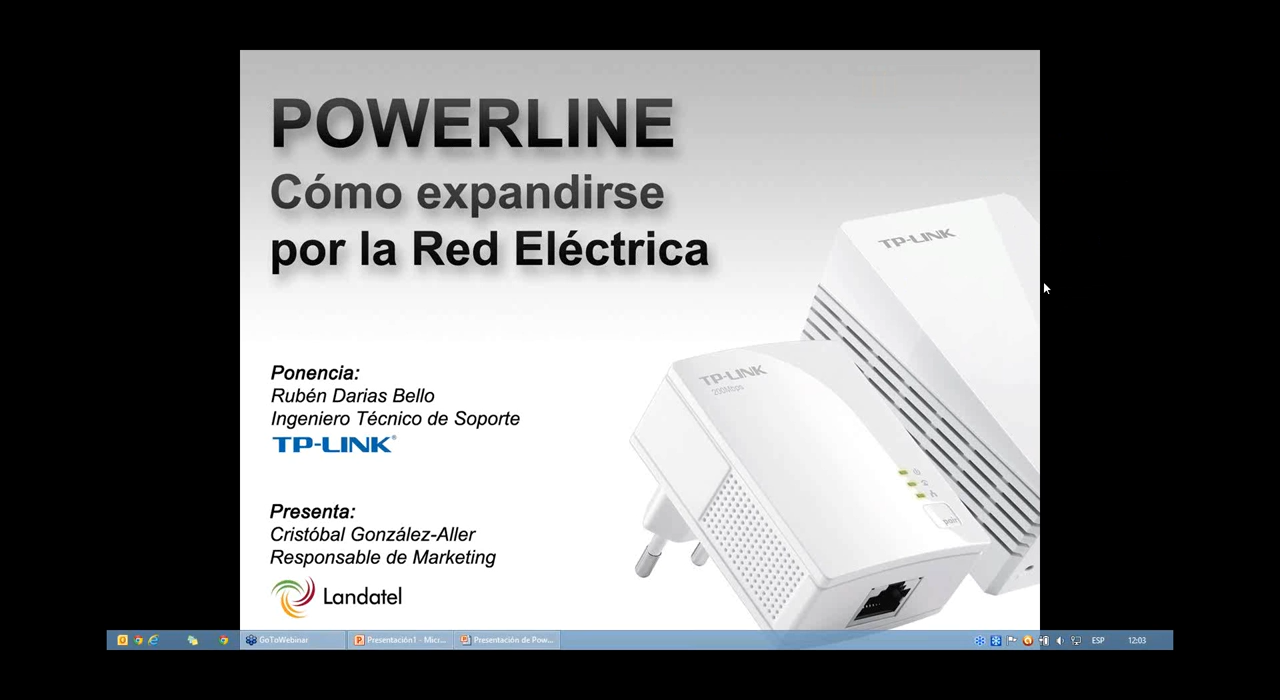 POWERLINE
Cómo expandirse
por la Red Eléctrica
TP-LINK
TP-LINK
200Mbps
pair
Ponencia:
Rubén Darias Bello
Ingeniero Técnico de Soporte
TP-LINK®
Presenta:
Cristóbal González-Aller
Responsable de Marketing
Landatel
GoToWebinar
Presentación1 - Micr...
Presentación de Pow...
ESP
12:03